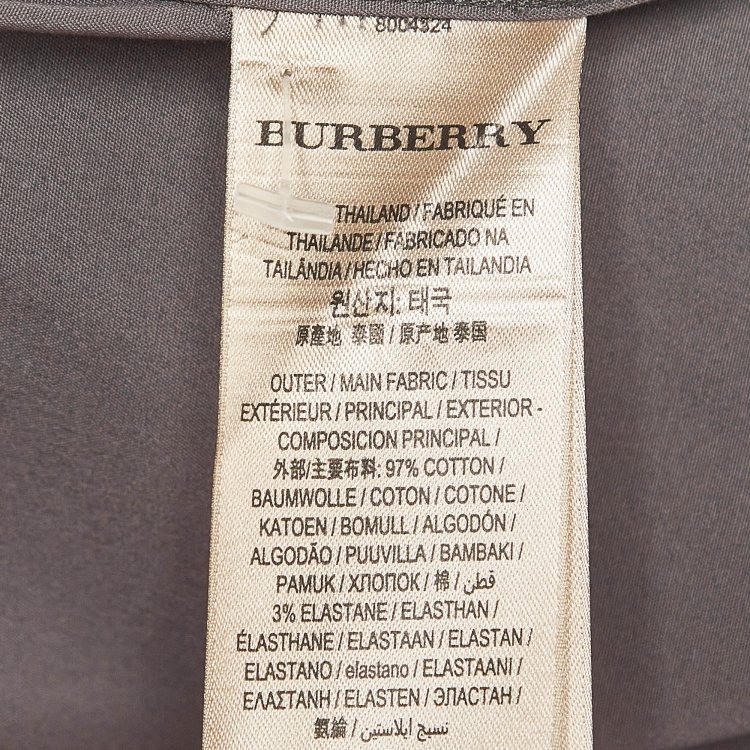 8004324
BURBERRY
THAILAND / FABRIQUÉ EN
THAILANDE / FABRICADO NA
TAILÂNDIA / HECHO EN TAILANDIA
원산지: 태국
原產地 泰國 / 原产地 泰国
OUTER / MAIN FABRIC / TISSU
EXTÉRIEUR / PRINCIPAL / EXTERIOR -
COMPOSICION PRINCIPAL /
外部/主要布料: 97% COTTON /
BAUMWOLLE / COTON / COTONE /
KATOEN / BOMULL / ALGODÓN /
ALGODÃO / PUUVILLA / BAMBAKI /
PAMUK / ХЛОПОК / 棉 / قطن
3% ELASTANE / ELASTHAN /
ÉLASTHANE / ELASTAAN / ELASTAN /
ELASTANO / elastano / ELASTAANI /
ΕΛΑΣΤΑΝΗ / ELASTEN / ЭЛАСТАН /
氨綸 / نسيج إيلاستين